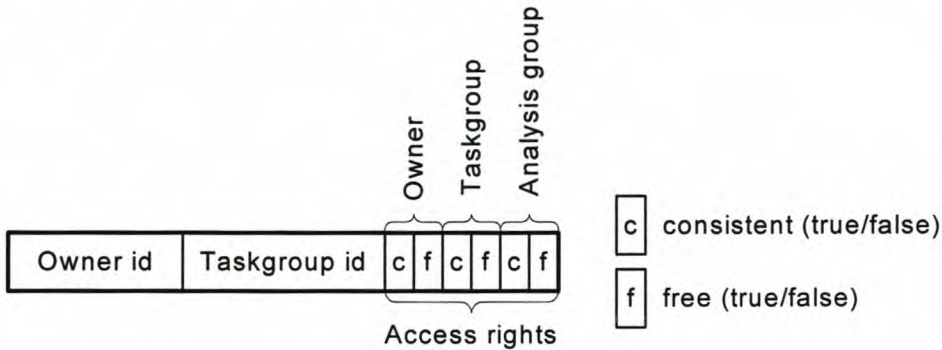 Owner
Taskgroup
Analysis group
Owner id Taskgroup id c f c f c f
Access rights
c consistent (true/false)
f free (true/false)